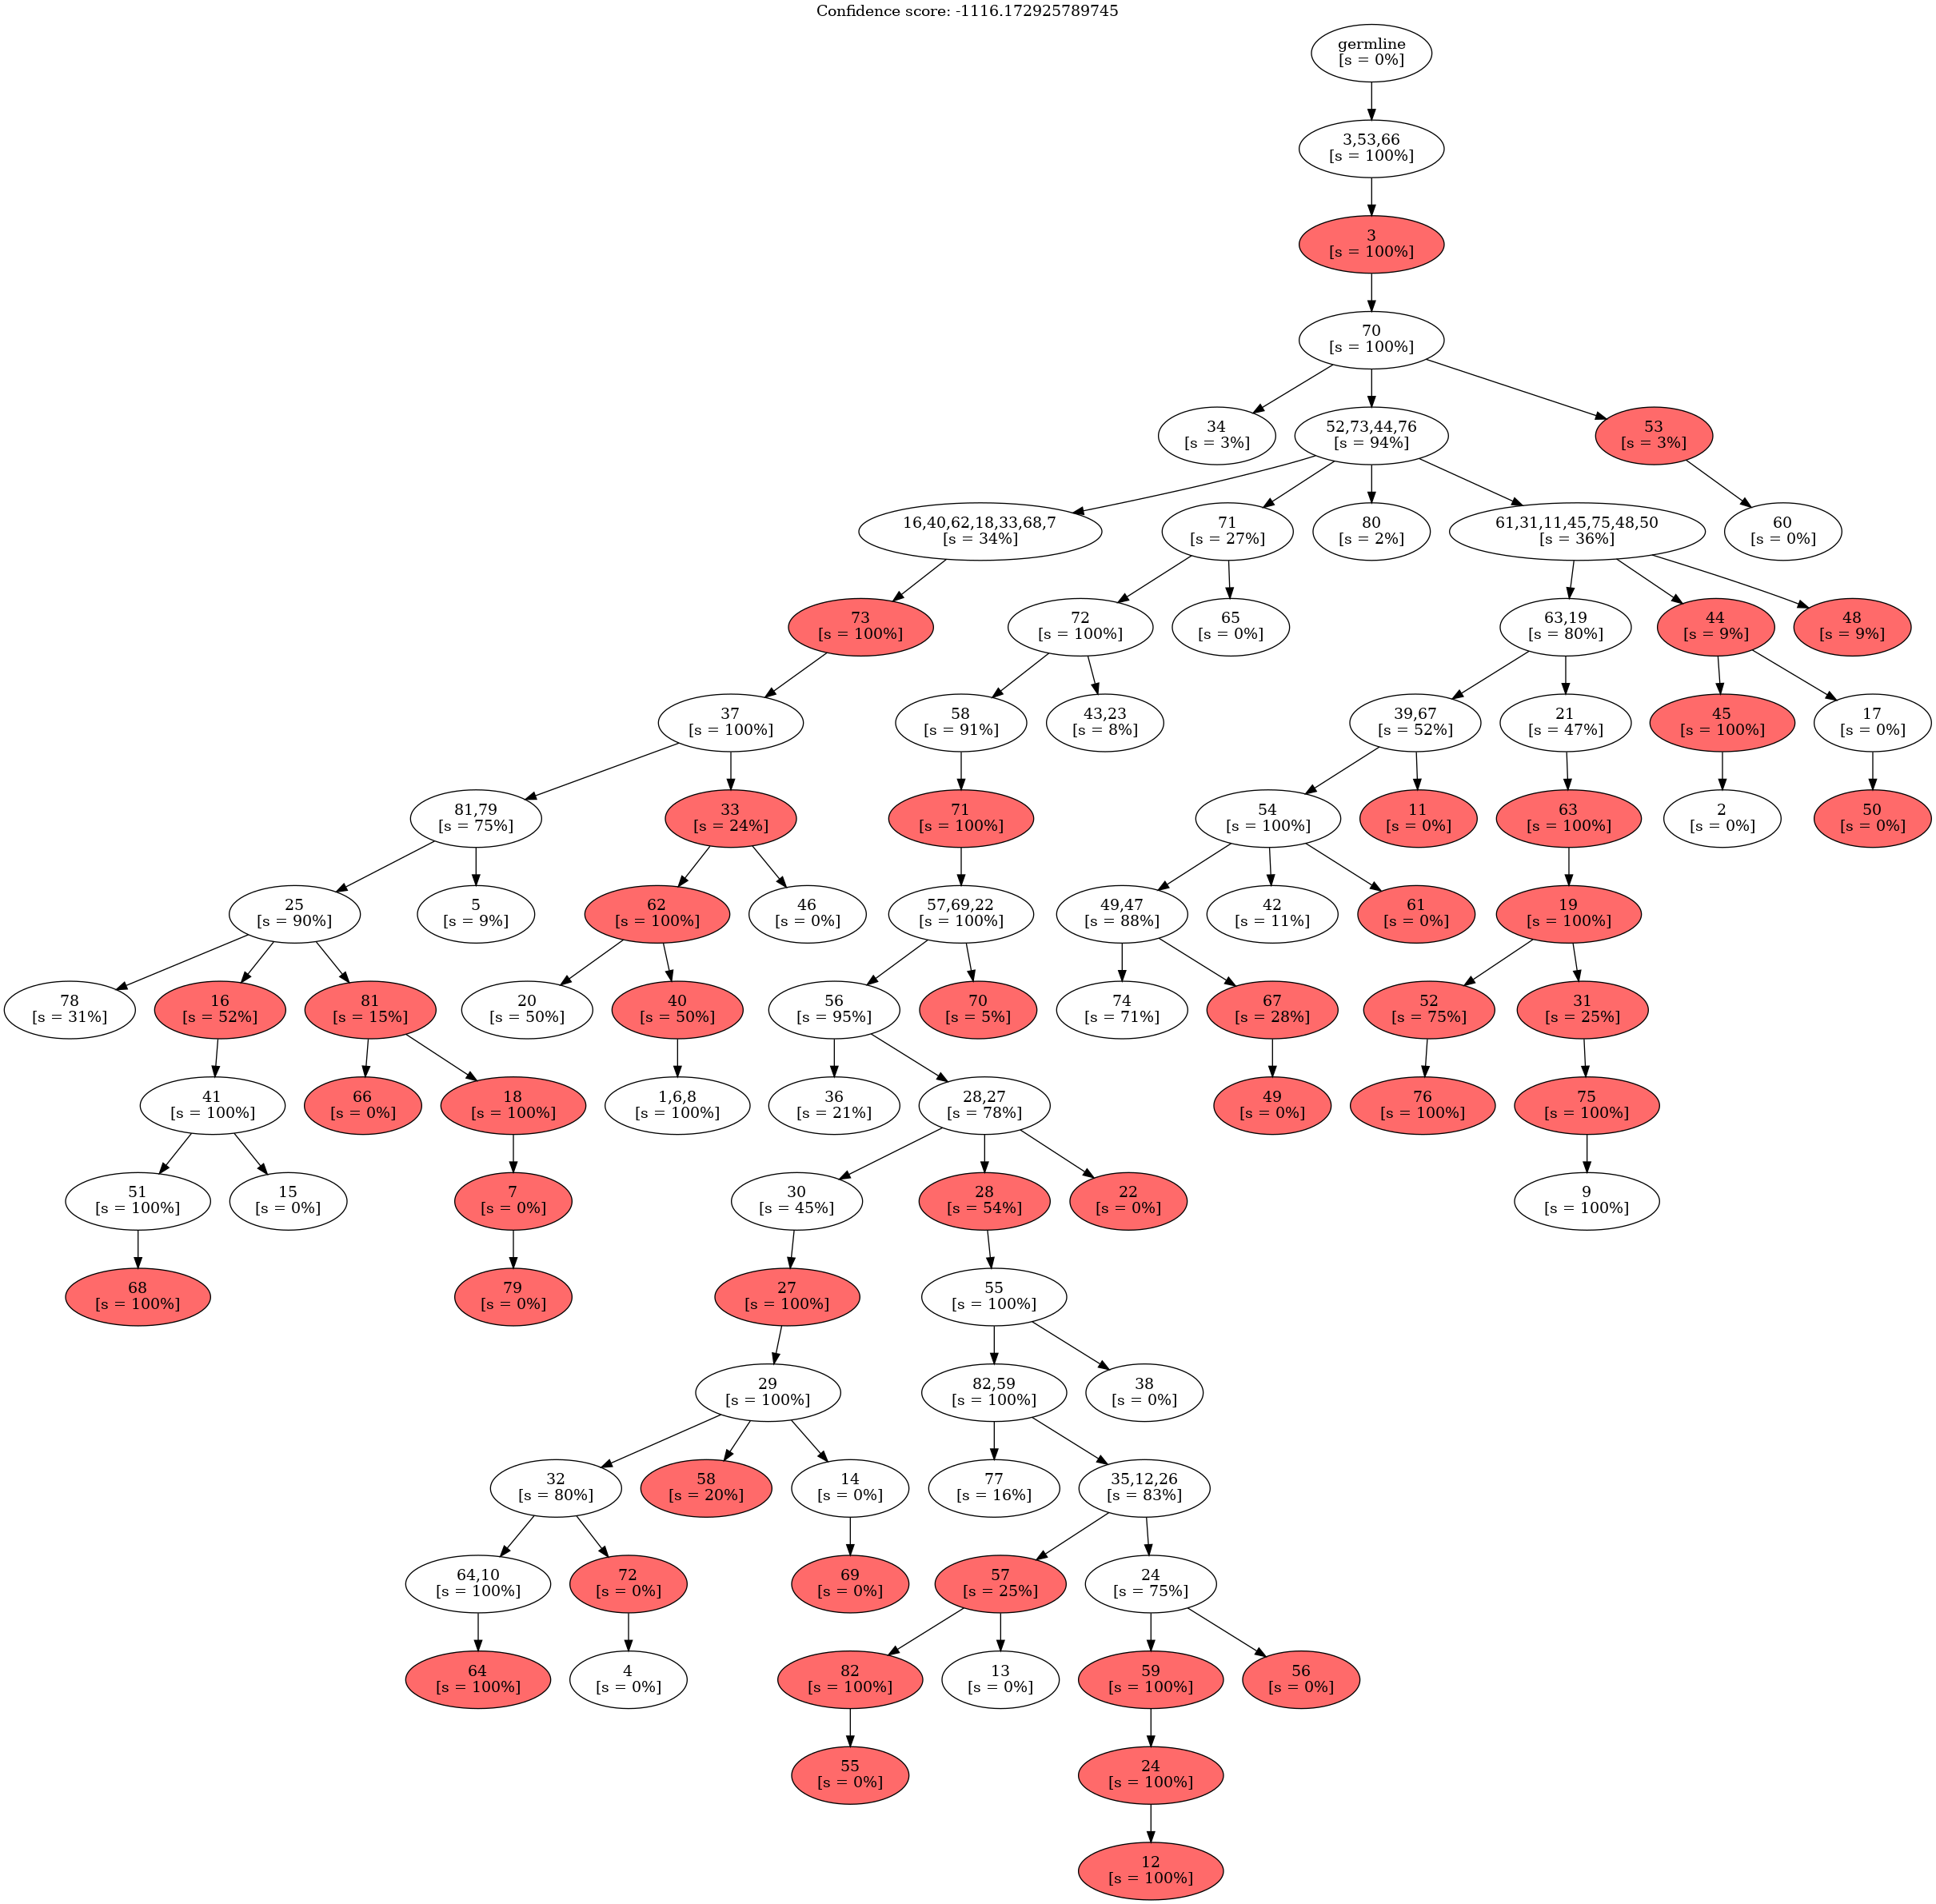 Confidence score: -1116.172925789745
germline
[s = 0%]
3,53,66
[s = 100%]
3
[s = 100%]
70
[s = 100%]
34
[s = 3%]
52,73,44,76
[s = 94%]
53
[s = 3%]
16,40,62,18,33,68,7
[s = 34%]
71
[s = 27%]
80
[s = 2%]
61,31,11,45,75,48,50
[s = 36%]
60
[s = 0%]
73
[s = 100%]
72
[s = 100%]
65
[s = 0%]
63,19
[s = 80%]
44
[s = 9%]
48
[s = 9%]
37
[s = 100%]
58
[s = 91%]
43,23
[s = 8%]
39,67
[s = 52%]
21
[s = 47%]
45
[s = 100%]
17
[s = 0%]
81,79
[s = 75%]
33
[s = 24%]
71
[s = 100%]
54
[s = 100%]
11
[s = 0%]
63
[s = 100%]
2
[s = 0%]
50
[s = 0%]
25
[s = 90%]
5
[s = 9%]
62
[s = 100%]
46
[s = 0%]
57,69,22
[s = 100%]
49,47
[s = 88%]
42
[s = 11%]
61
[s = 0%]
19
[s = 100%]
78
[s = 31%]
16
[s = 52%]
81
[s = 15%]
20
[s = 50%]
40
[s = 50%]
56
[s = 95%]
70
[s = 5%]
74
[s = 71%]
67
[s = 28%]
52
[s = 75%]
31
[s = 25%]
41
[s = 100%]
66
[s = 0%]
18
[s = 100%]
1,6,8
[s = 100%]
36
[s = 21%]
28,27
[s = 78%]
49
[s = 0%]
76
[s = 100%]
75
[s = 100%]
51
[s = 100%]
15
[s = 0%]
7
[s = 0%]
30
[s = 45%]
28
[s = 54%]
22
[s = 0%]
9
[s = 100%]
68
[s = 100%]
79
[s = 0%]
27
[s = 100%]
55
[s = 100%]
29
[s = 100%]
82,59
[s = 100%]
38
[s = 0%]
32
[s = 80%]
58
[s = 20%]
14
[s = 0%]
77
[s = 16%]
35,12,26
[s = 83%]
64,10
[s = 100%]
72
[s = 0%]
69
[s = 0%]
57
[s = 25%]
24
[s = 75%]
64
[s = 100%]
4
[s = 0%]
82
[s = 100%]
13
[s = 0%]
59
[s = 100%]
56
[s = 0%]
55
[s = 0%]
24
[s = 100%]
12
[s = 100%]